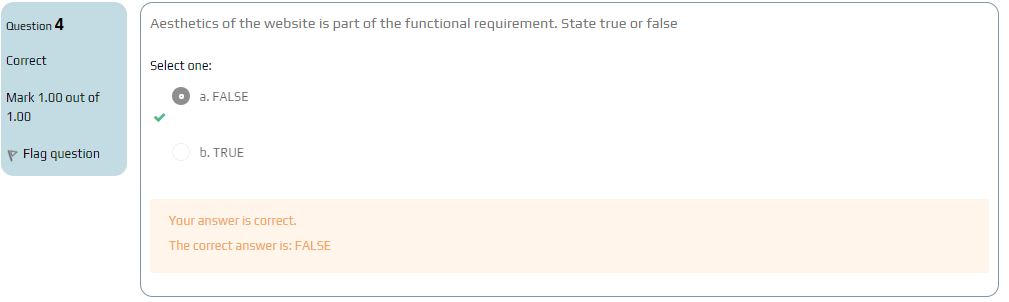 Question 4
Correct
Mark 1.00 out of
1.00
Flag question
Aesthetics of the website is part of the functional requirement. State true or false
Select one:
a. FALSE
b. TRUE
Your answer is correct.
The correct answer is: FALSE